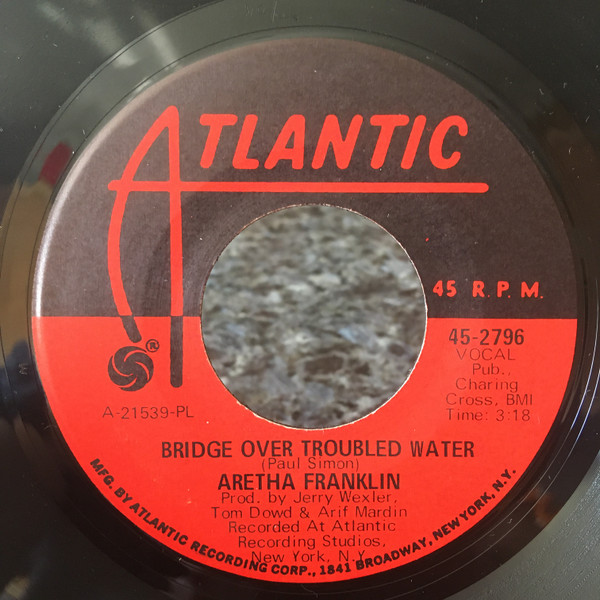 ATLANTIC
45 R.P.M.
®
45-2796
VOCAL
Pub.,
Charing
Cross, BMI
Time: 3:18
A-21539-PL
BRIDGE OVER TROUBLED WATER
(Paul Simon)
ARETHA FRANKLIN
Prod. by Jerry Wexler,
Tom Dowd & Arif Mardin
Recorded At Atlantic
Recording Studios,
New York, N.Y.
MFG. BY ATLANTIC RECORDING CORP., 1841 BROADWAY, NEW YORK, N.Y.